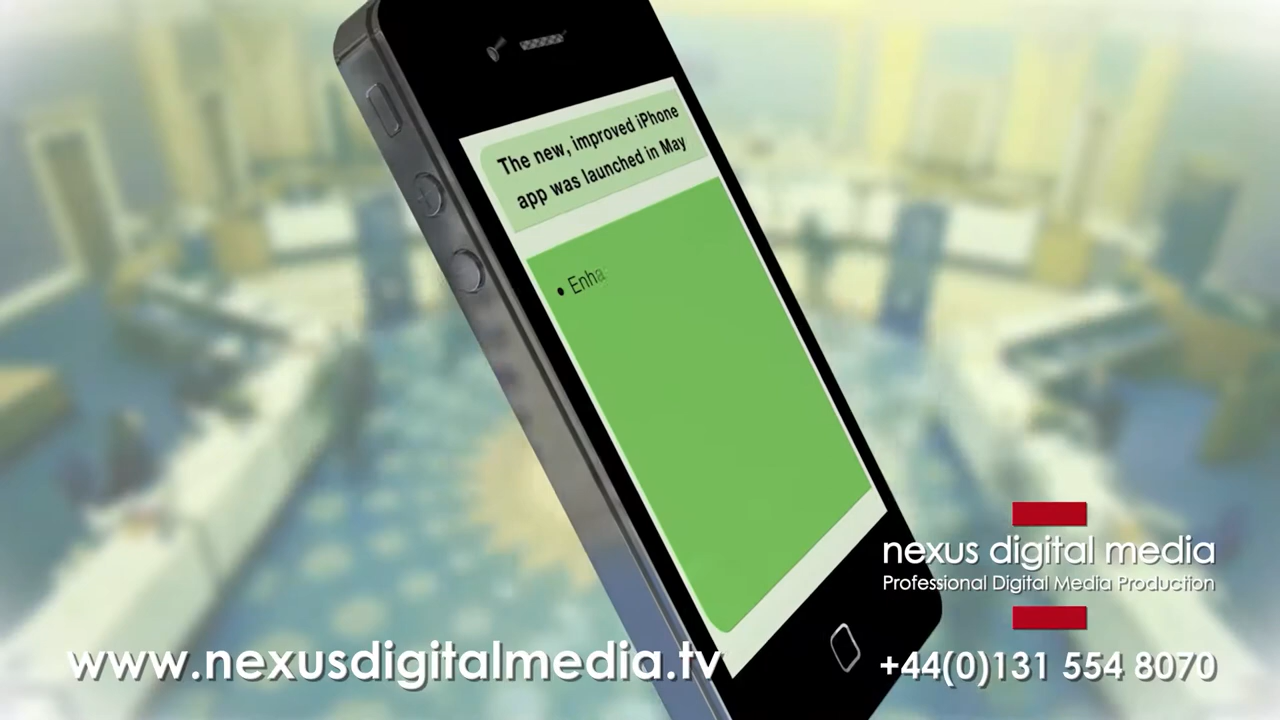 The new, improved iPhone
app was launched in May
nexus digital media
Professional Digital Media Production
www.nexusdigitalmedia.tv
+44(0)131 554 8070